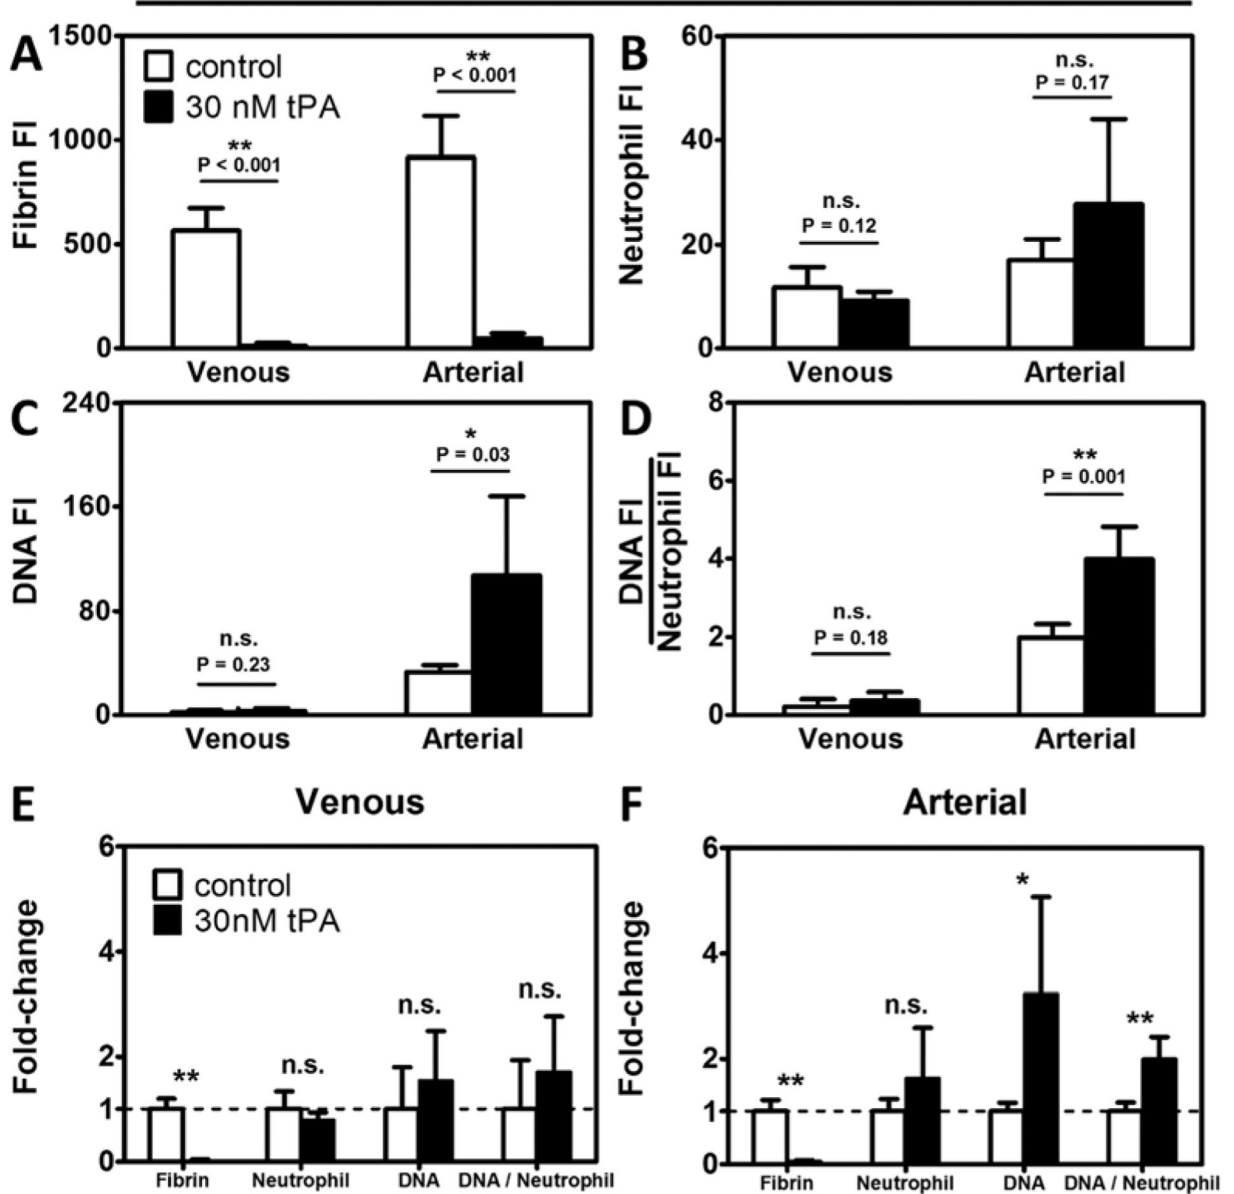 A
1500
1000
500
0
Fibrin FI
control
30 nM tPA
**
P < 0.001
**
P < 0.001
Venous
Arterial
B
60
40
20
0
Neutrophil FI
n.s.
P = 0.12
n.s.
P = 0.17
Venous
Arterial
C
240
160
80
0
DNA FI
n.s.
P = 0.23
*
P = 0.03
Venous
Arterial
D
8
6
4
2
0
DNA FI
Neutrophil FI
n.s.
P = 0.18
**
P = 0.001
Venous
Arterial
E
Venous
6
4
2
1
0
Fold-change
control
30nM tPA
**
n.s.
n.s.
n.s.
Fibrin
Neutrophil
DNA
DNA / Neutrophil
F
Arterial
6
4
2
1
0
Fold-change
**
n.s.
*
**
Fibrin
Neutrophil
DNA
DNA / Neutrophil